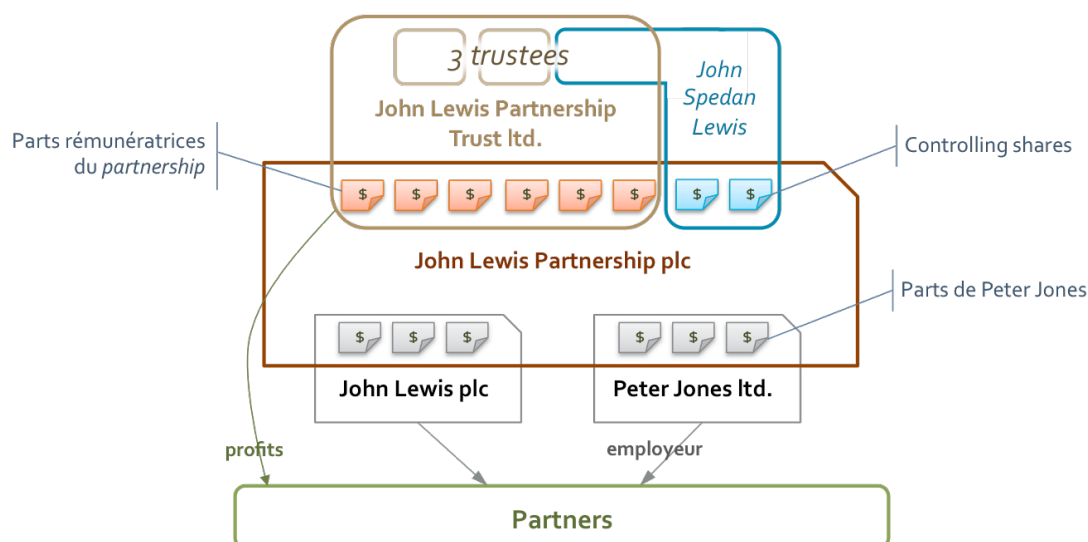 3 trustees
John
Spedan
Lewis
John Lewis Partnership
Trust ltd.
Parts rémunératrices
du partnership
Controlling shares
$ $ $ $ $ $ $ $
John Lewis Partnership plc
Parts de Peter Jones
$ $ $ $ $ $
John Lewis plc
Peter Jones ltd.
profits
employeur
Partners